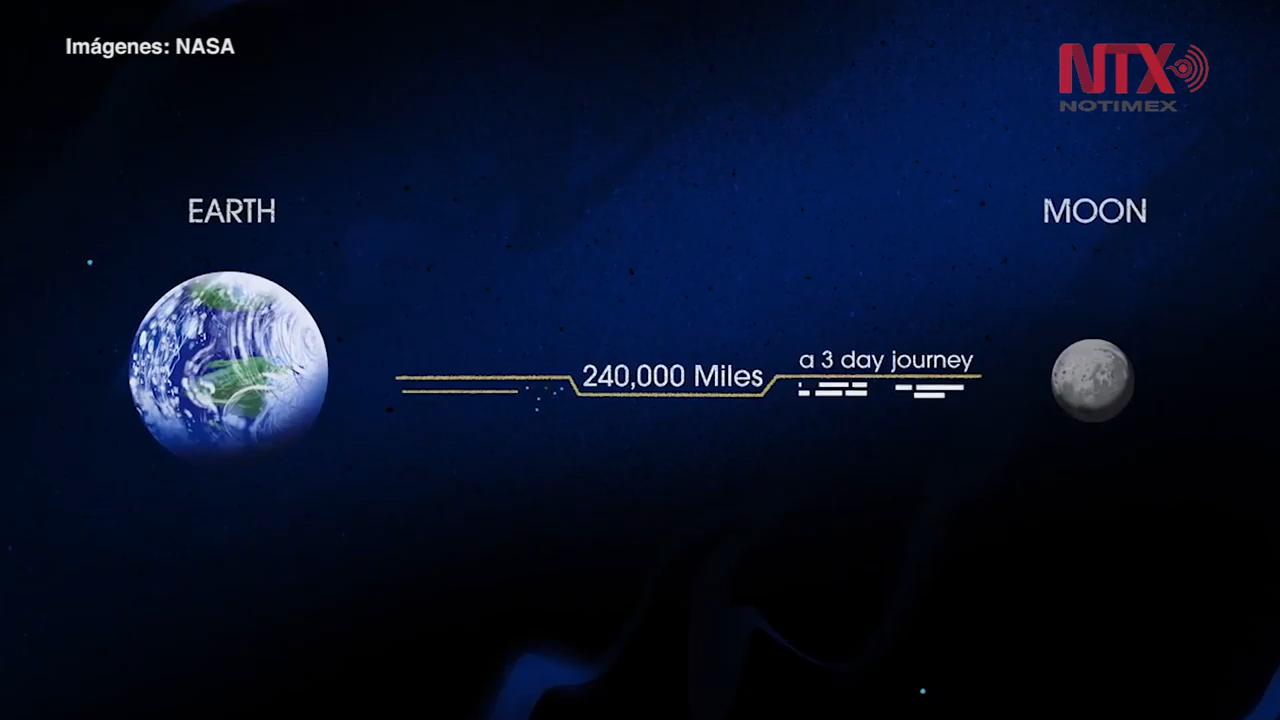 Imágenes: NASA
NTX
NOTIMEX
EARTH
MOON
240,000 Miles
a 3 day journey